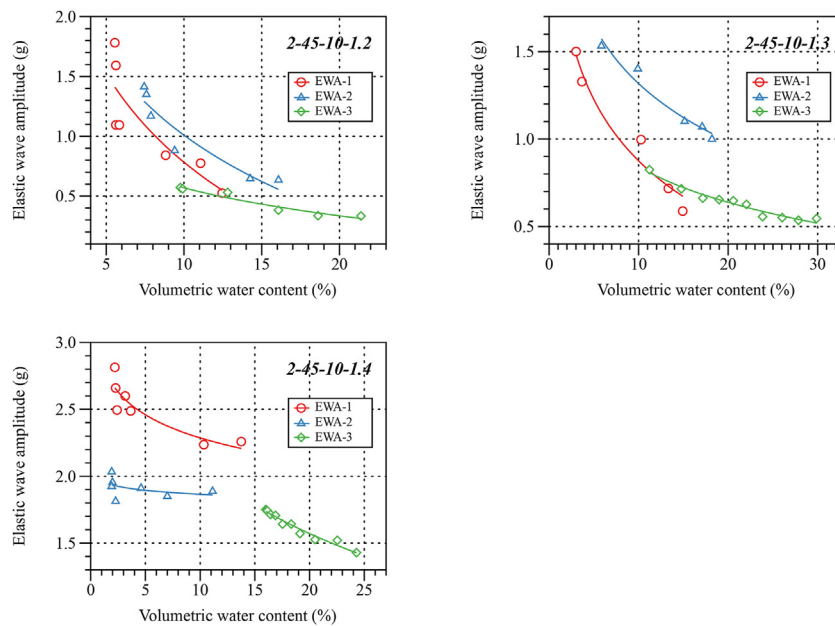 2-45-10-1.2
EWA-1
EWA-2
EWA-3
Elastic wave amplitude (g)
2.0
1.5
1.0
0.5
5 10 15 20
Volumetric water content (%)
2-45-10-1.3
EWA-1
EWA-2
EWA-3
Elastic wave amplitude (g)
1.5
1.0
0.5
0 10 20 30
Volumetric water content (%)
2-45-10-1.4
EWA-1
EWA-2
EWA-3
Elastic wave amplitude (g)
3.0
2.5
2.0
1.5
0 5 10 15 20 25
Volumetric water content (%)